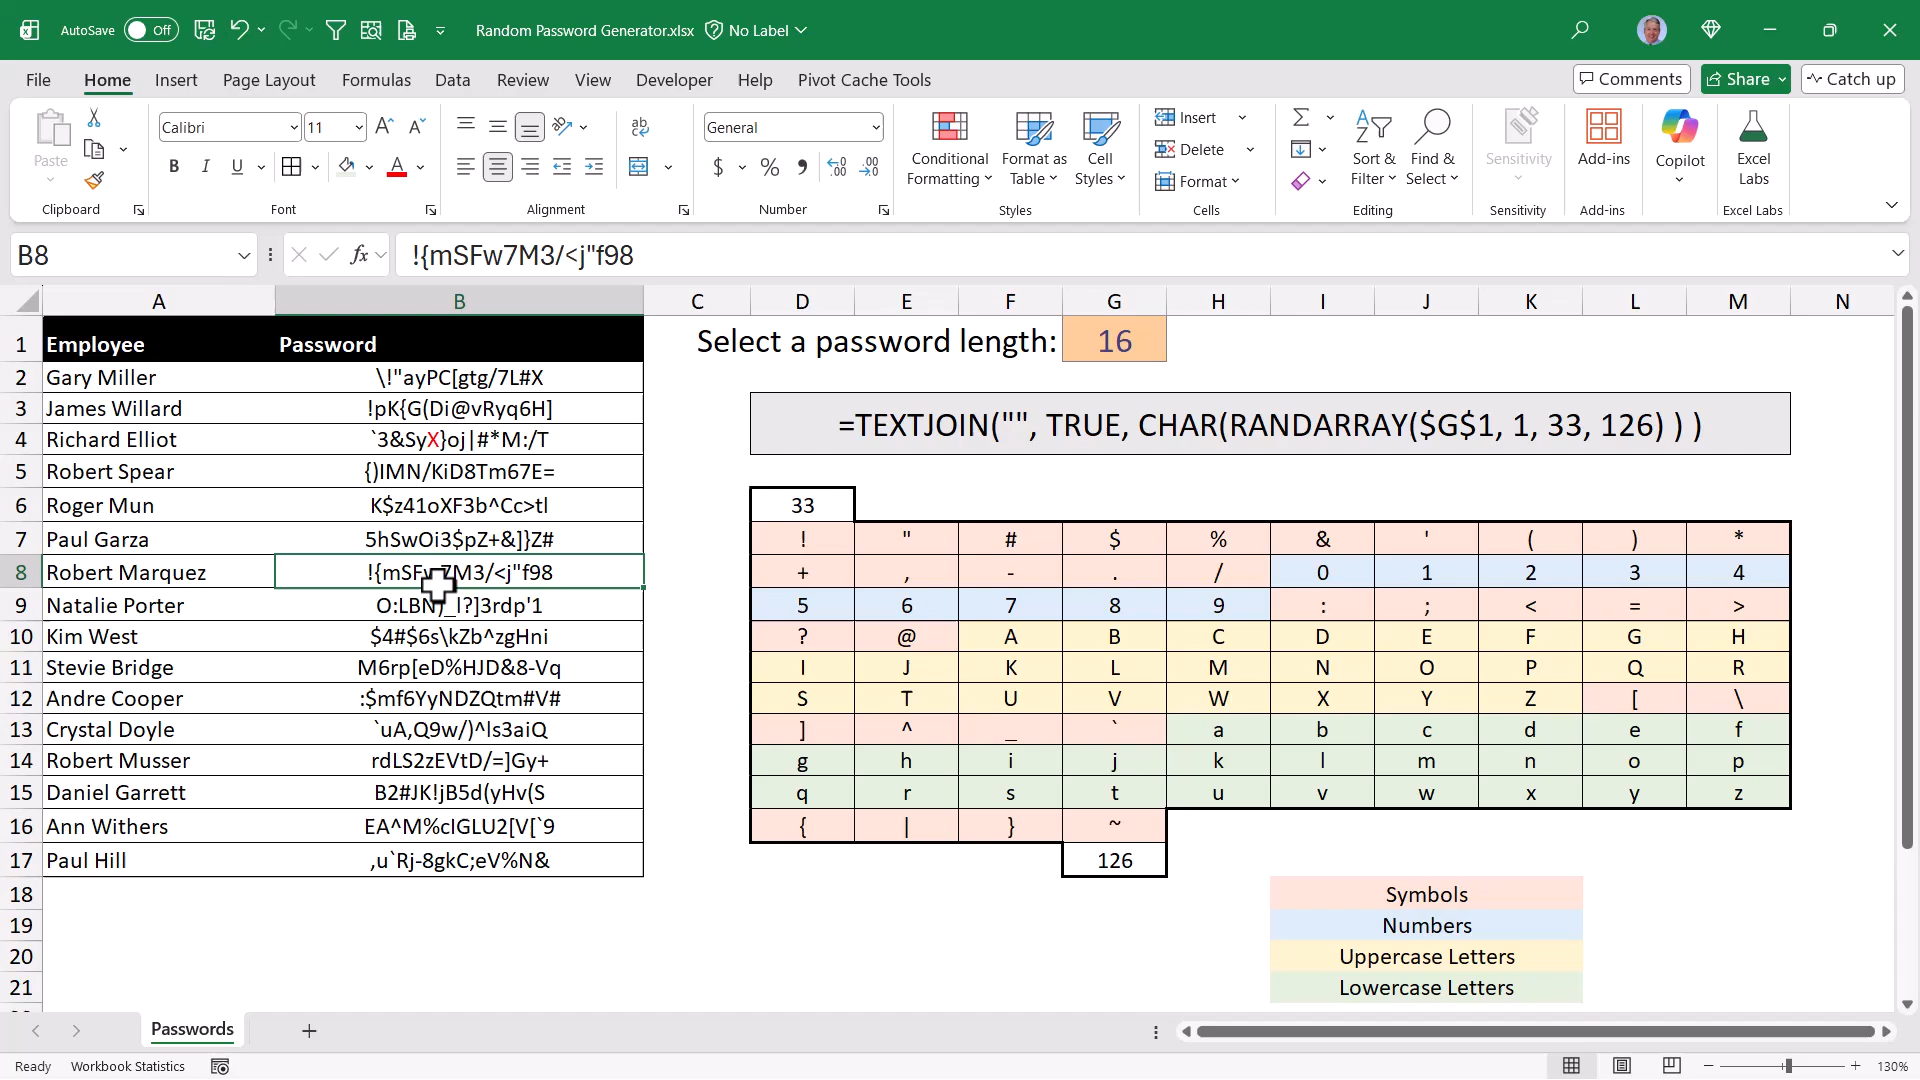 AutoSave Off Random Password Generator.xlsx No Label
File Home Insert Page Layout Formulas Data Review View Developer Help Pivot Cache Tools Comments Share Catch up
Paste
Clipboard
Calibri 11
B I U
Font
Alignment
General
$ % ,
Number
Conditional Formatting
Format as Table
Cell Styles
Styles
Insert
Delete
Format
Cells
Sort & Filter
Find & Select
Editing
Sensitivity
Sensitivity
Add-ins
Add-ins
Copilot
Excel Labs
Excel Labs
B8 fx !{mSFw7M3/<j"f98
A B C D E F G H I J K L M N
1 Employee Password Select a password length: 16
2 Gary Miller \!"ayPC[gtg/7L#X
3 James Willard !pK{G(Di@vRyq6H]
=TEXTJOIN("", TRUE, CHAR(RANDARRAY($G$1, 1, 33, 126) ) )
4 Richard Elliot `3&SyX}oj|#*M:/T
5 Robert Spear {)IMN/KiD8Tm67E=
6 Roger Mun K$z41oXF3b^Cc>tl 33
7 Paul Garza 5hSwOi3$pZ+&]}Z# ! " # $ % & ' ( ) *
8 Robert Marquez !{mSFw7M3/<j"f98 + , - . / 0 1 2 3 4
9 Natalie Porter O:LBN)_l?]3rdp'1 5 6 7 8 9 : ; < = >
10 Kim West $4#$6s\kZb^zgHni ? @ A B C D E F G H
11 Stevie Bridge M6rp[eD%HJD&8-Vq I J K L M N O P Q R
12 Andre Cooper :$mf6YyNDZQtm#V# S T U V W X Y Z [ \
13 Crystal Doyle `uA,Q9w/)^Is3aiQ ] ^ _ ` a b c d e f
14 Robert Musser rdLS2zEVtD/=]Gy+ g h i j k l m n o p
15 Daniel Garrett B2#JK!jB5d(yHv(S q r s t u v w x y z
16 Ann Withers EA^M%cIGLU2[V[`9 { | } ~
17 Paul Hill ,u`Rj-8gkC;eV%N& 126
18 Symbols
19 Numbers
20 Uppercase Letters
21 Lowercase Letters
Passwords
Ready Workbook Statistics 130%